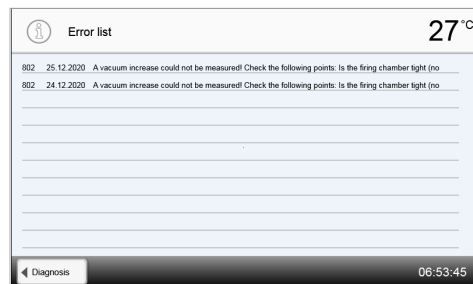 Error list
27 °C
802 25.12.2020 A vacuum increase could not be measured! Check the following points: Is the firing chamber tight (no
802 24.12.2020 A vacuum increase could not be measured! Check the following points: Is the firing chamber tight (no
Diagnosis
06:53:45